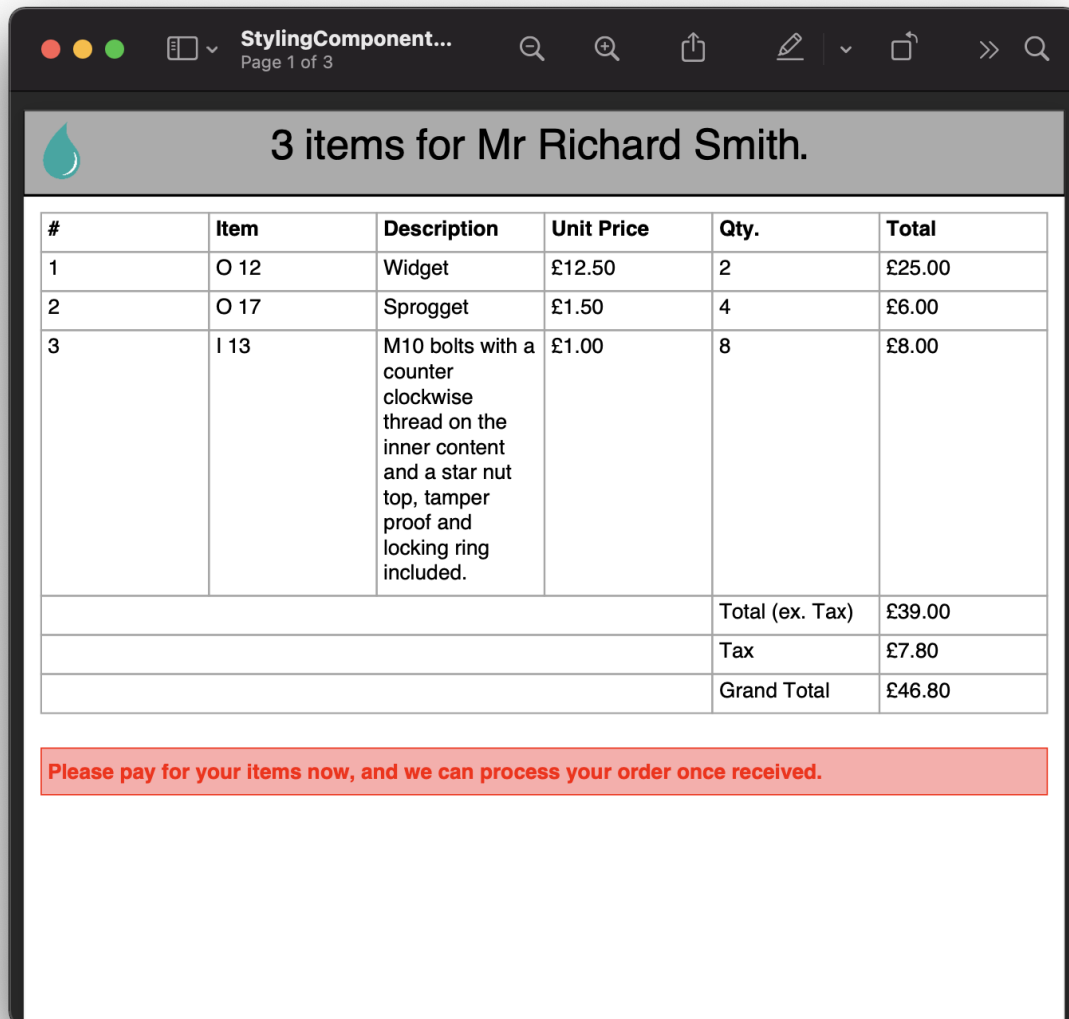 StylingComponent...
Page 1 of 3
3 items for Mr Richard Smith.
# Item Description Unit Price Qty. Total
1 O 12 Widget £12.50 2 £25.00
2 O 17 Sprogget £1.50 4 £6.00
3 I 13 M10 bolts with a £1.00 8 £8.00
counter
clockwise
thread on the
inner content
and a star nut
top, tamper
proof and
locking ring
included.
Total (ex. Tax) £39.00
Tax £7.80
Grand Total £46.80
Please pay for your items now, and we can process your order once received.